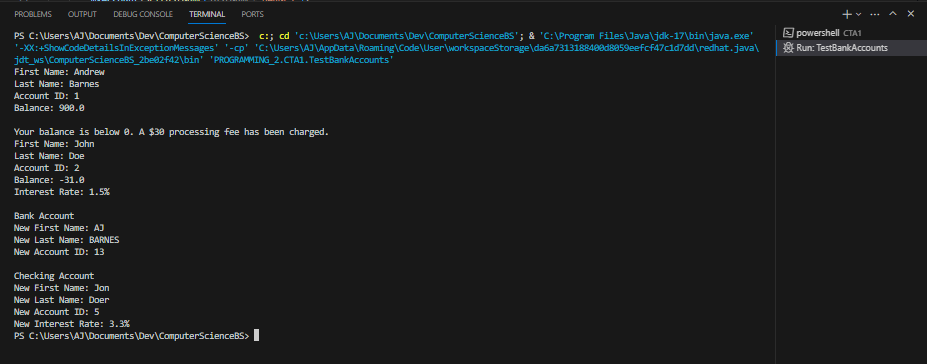 PROBLEMS OUTPUT DEBUG CONSOLE TERMINAL PORTS
PS C:\Users\AJ\Documents\Dev\ComputerScienceBS> c:; cd 'c:\Users\AJ\Documents\Dev\ComputerScienceBS'; & 'C:\Program Files\Java\jdk-17\bin\java.exe'
'-XX:+ShowCodeDetailsInExceptionMessages' '-cp' 'C:\Users\AJ\AppData\Roaming\Code\User\workspaceStorage\da6a7313188400d8059eefcf47c1d7dd\redhat.java\
jdt_ws\ComputerScienceBS_2be02f42\bin' 'PROGRAMMING_2.CTA1.TestBankAccounts'
First Name: Andrew
Last Name: Barnes
Account ID: 1
Balance: 900.0
Your balance is below 0. A $30 processing fee has been charged.
First Name: John
Last Name: Doe
Account ID: 2
Balance: -31.0
Interest Rate: 1.5%
Bank Account
New First Name: AJ
New Last Name: BARNES
New Account ID: 13
Checking Account
New First Name: Jon
New Last Name: Doer
New Account ID: 5
New Interest Rate: 3.3%
PS C:\Users\AJ\Documents\Dev\ComputerScienceBS>
powershell CTA1
Run: TestBankAccounts